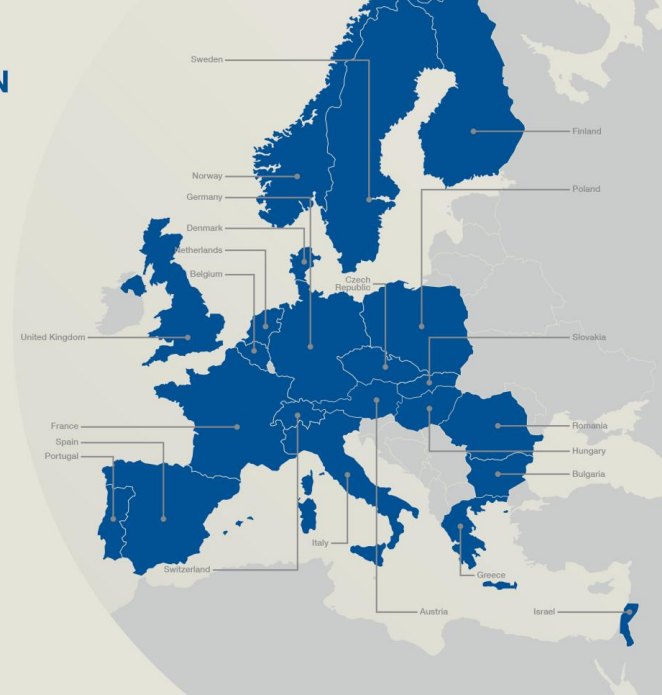 N
Sweden
Finland
Norway
Poland
Germany
Denmark
Netherlands
Belgium
Czech
Republic
United Kingdom
Slovakia
France
Romania
Spain
Hungary
Portugal
Bulgaria
Italy
Switzerland
Greece
Austria
Israel